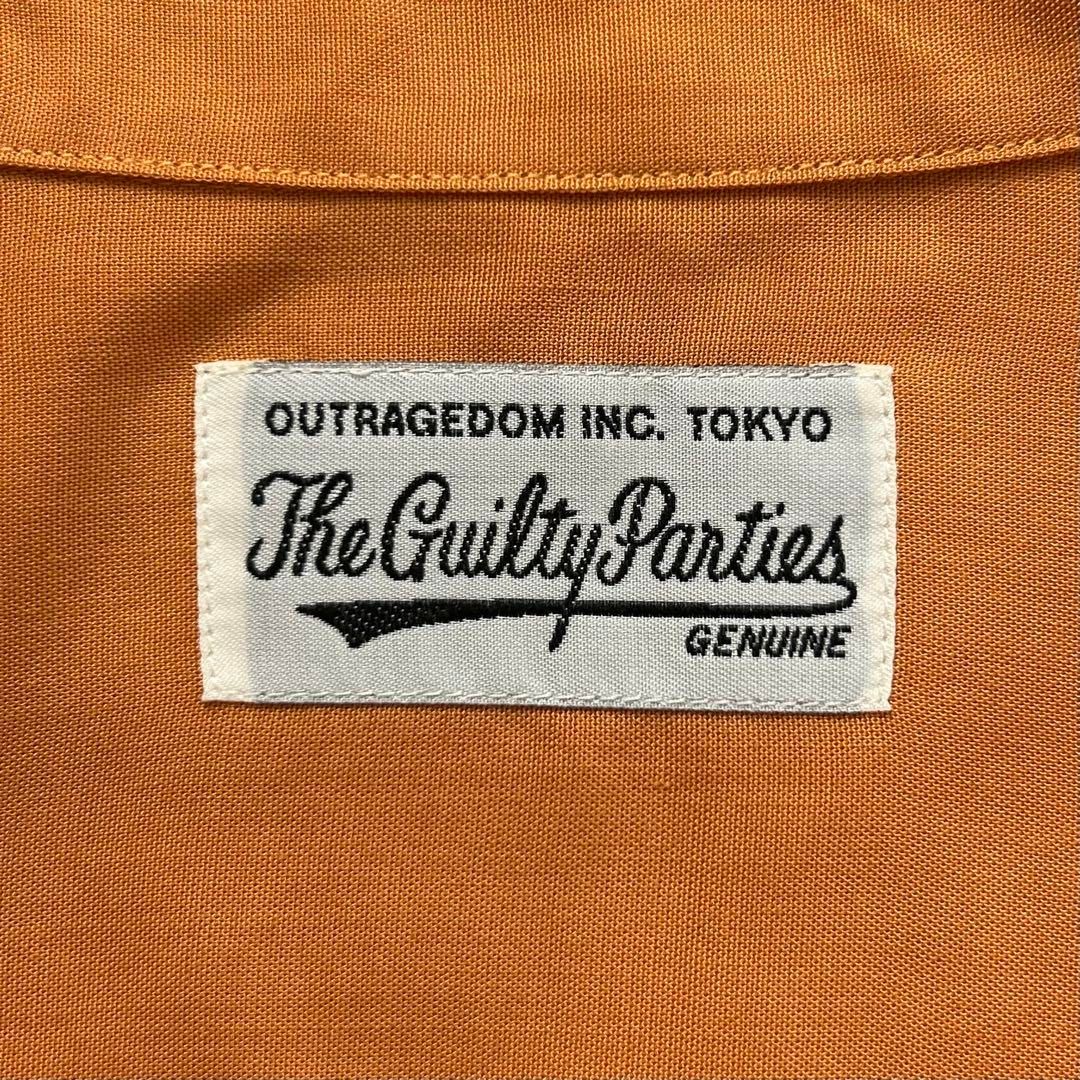 OUTRAGEDOM INC. TOKYO
The Guilty Parties
GENUINE